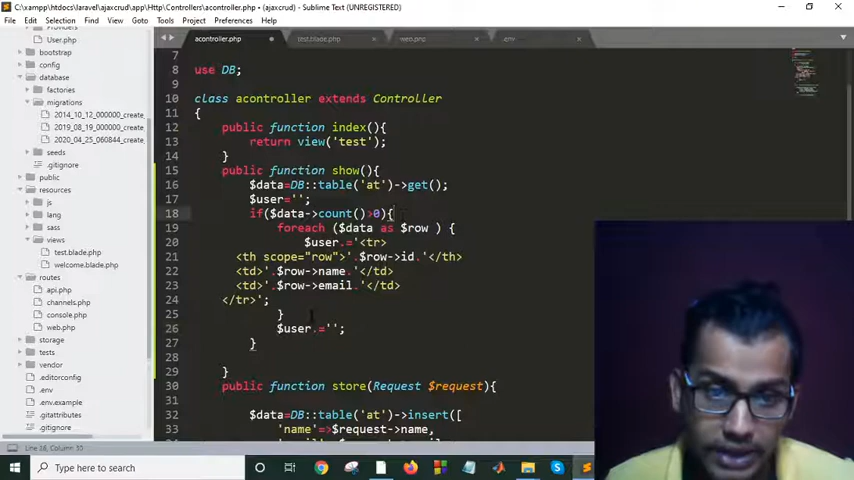 C:\xampp\htdocs\laravel\ajaxcrud\app\Http\Controllers\acontroller.php • (ajaxcrud) - Sublime Text (UNREGISTERED)
File Edit Selection Find View Goto Tools Project Preferences Help
acontroller.php test.blade.php web.php .env
User.php
bootstrap
config
database
factories
migrations
2014_10_12_000000_create_
2019_08_19_000000_create_
2020_04_25_060844_create_
seeds
.gitignore
public
resources
js
lang
sass
views
test.blade.php
welcome.blade.php
routes
api.php
channels.php
console.php
web.php
storage
tests
vendor
.editorconfig
.env
.env.example
.gitattributes
.gitignore
7
8 use DB;
9
10 class acontroller extends Controller
11 {
12 public function index(){
13 return view('test');
14 }
15 public function show(){
16 $data=DB::table('at')->get();
17 $user='';
18 if($data->count()>0){
19 foreach ($data as $row ) {
20 $user.='<tr>
21 <th scope="row">'.$row->id.'</th>
22 <td>'.$row->name.'</td>
23 <td>'.$row->email.'</td>
24 </tr>';
25 }
26 $user.='';
27 }
28
29 }
30 public function store(Request $request){
31
32 $data=DB::table('at')->insert([
33 'name'=>$request->name,
Type here to search